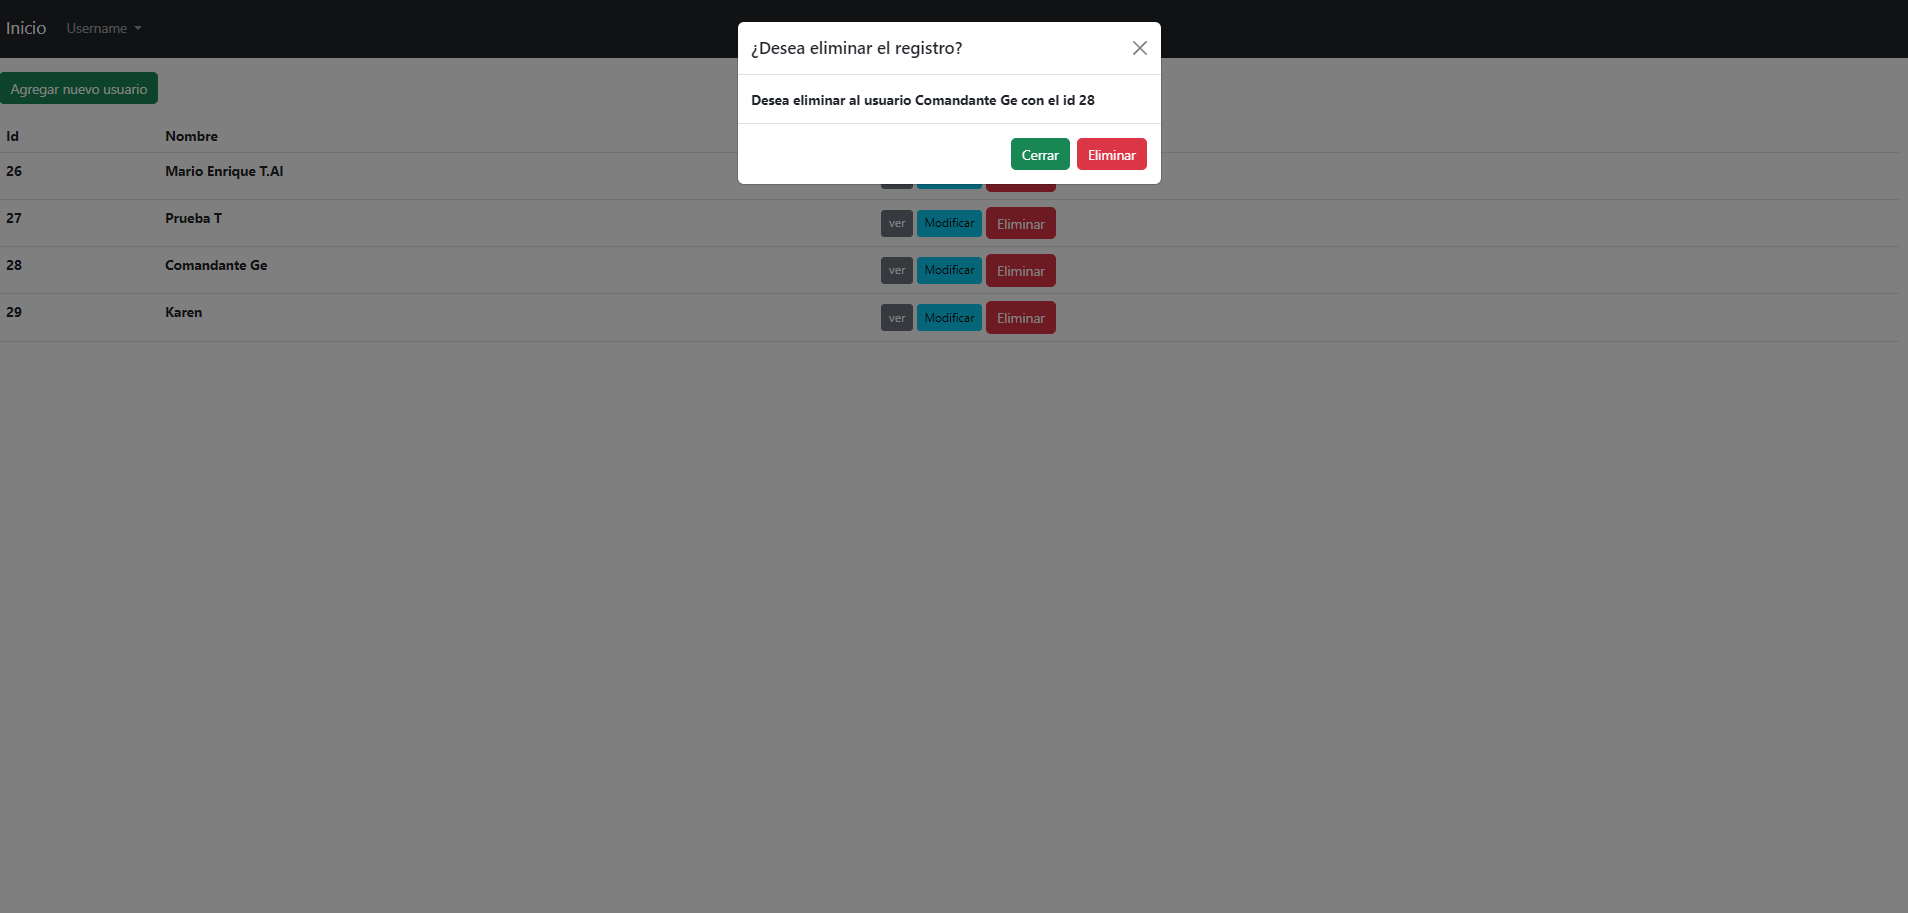 Inicio Username
¿Desea eliminar el registro?
Desea eliminar al usuario Comandante Ge con el id 28
Cerrar Eliminar
Agregar nuevo usuario
Id Nombre
26 Mario Enrique T.Al
27 Prueba T ver Modificar Eliminar
28 Comandante Ge ver Modificar Eliminar
29 Karen ver Modificar Eliminar